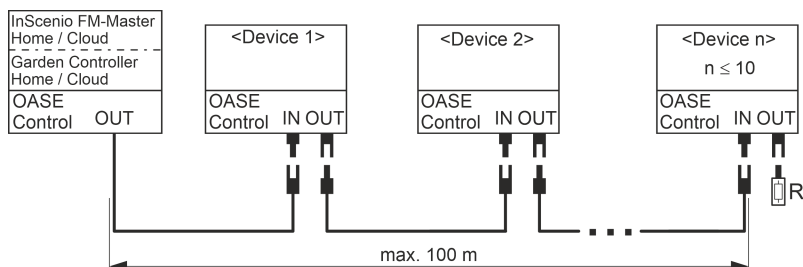 InScenio FM-Master
Home / Cloud
Garden Controller
Home / Cloud
OASE
Control OUT
<Device 1>
OASE
Control IN OUT
<Device 2>
OASE
Control IN OUT
<Device n>
n ≤ 10
OASE
Control IN OUT
R
max. 100 m